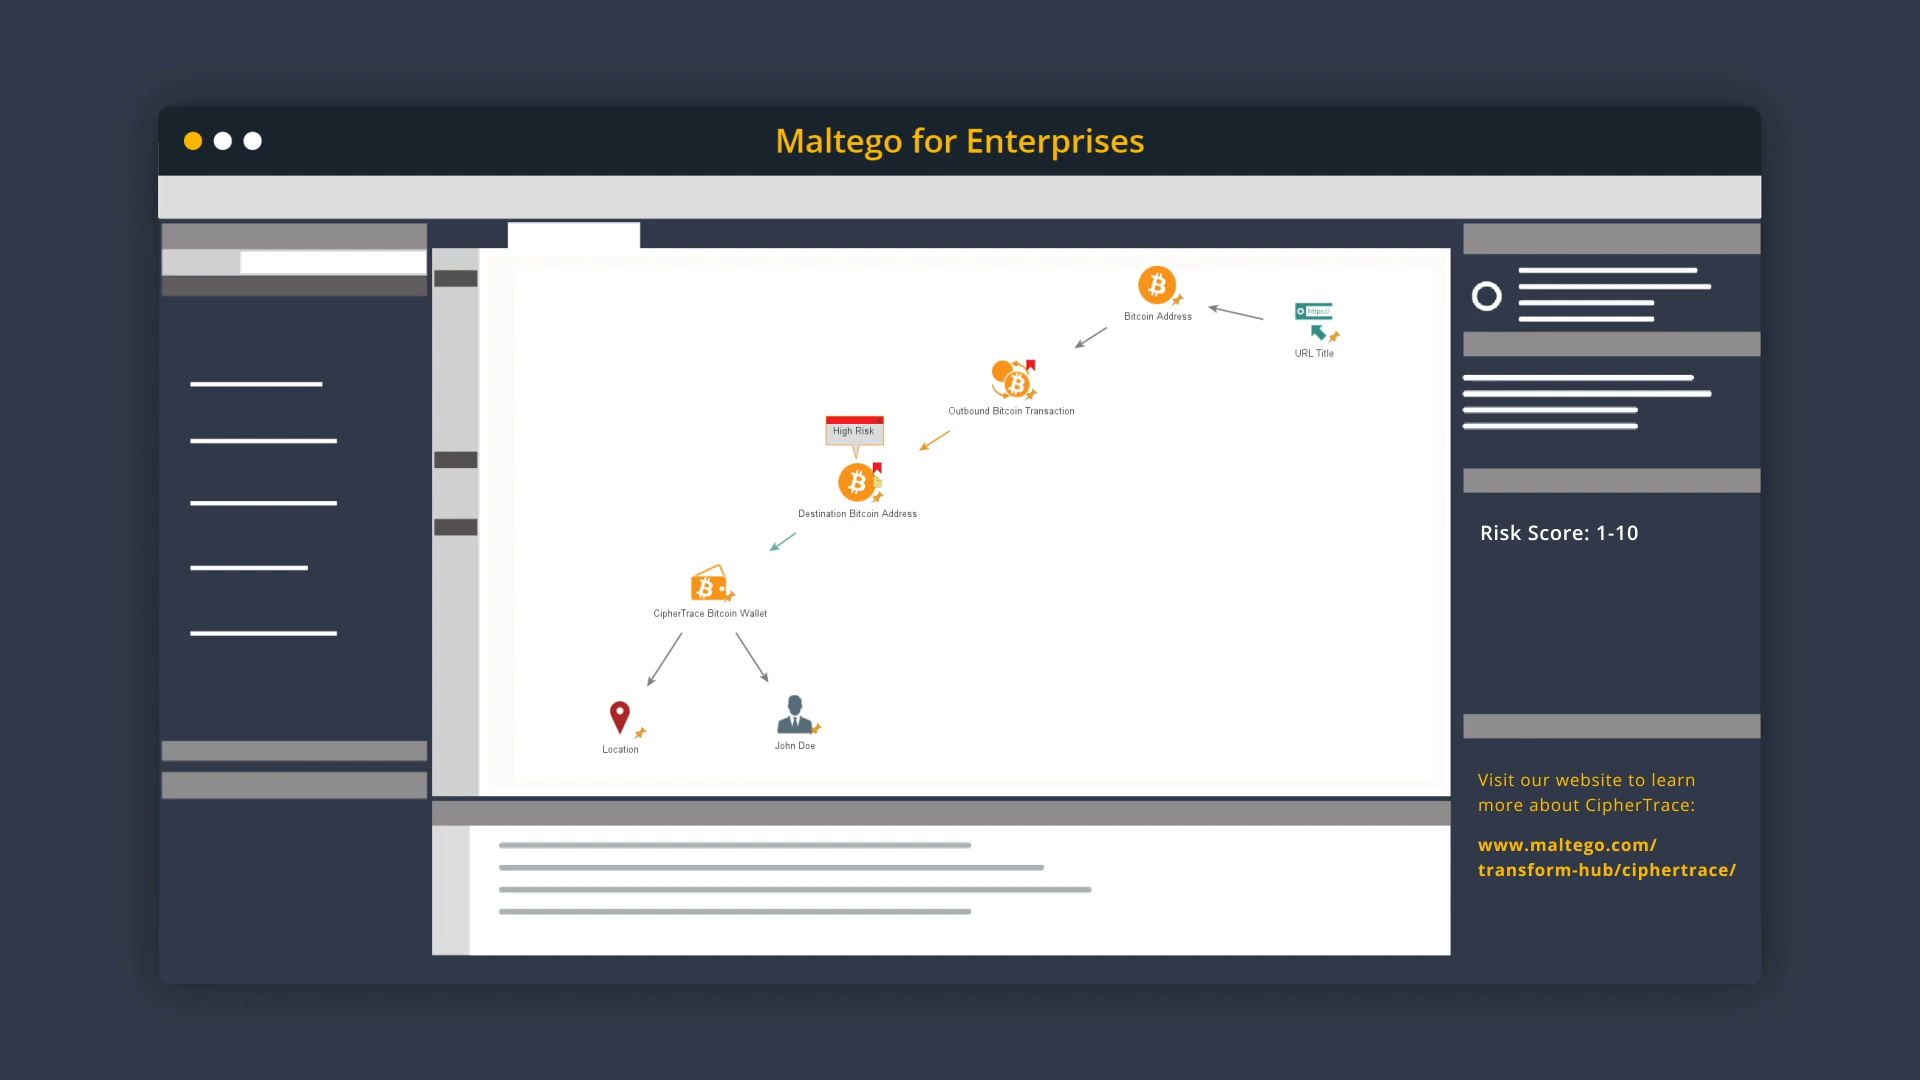 Maltego for Enterprises
Bitcoin Address
https://
URL Title
Outbound Bitcoin Transaction
High Risk
Destination Bitcoin Address
CipherTrace Bitcoin Wallet
Location
John Doe
Risk Score: 1-10
Visit our website to learn
more about CipherTrace:
www.maltego.com/
transform-hub/ciphertrace/